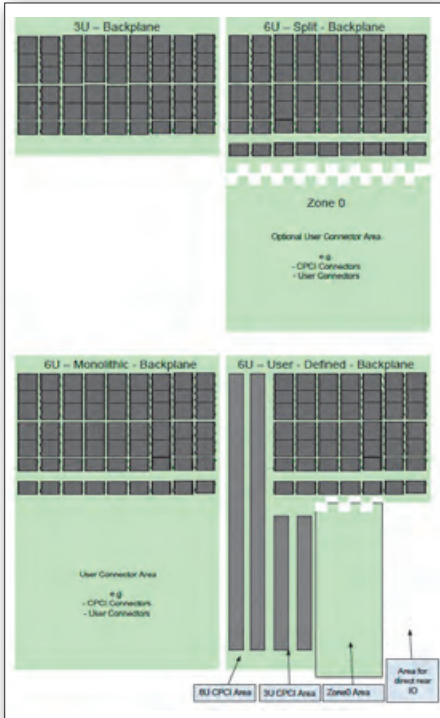 3U – Backplane
6U – Split - Backplane
Zone 0
Optional User Connector Area
e.g.
- CPCI Connectors
- User Connectors
6U – Monolithic - Backplane
6U – User - Defined - Backplane
User Connector Area
e.g.
- CPCI Connectors
- User Connectors
6U CPCI Area
3U CPCI Area
Zone0 Area
Area for
direct rear
IO